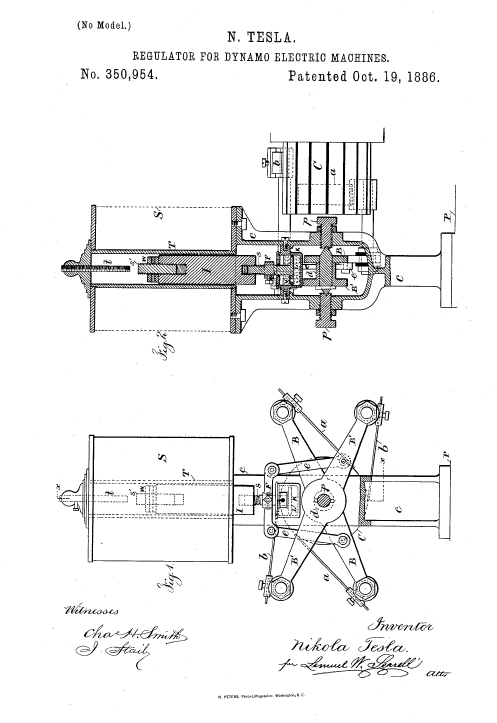 (No Model.)
N. TESLA.
REGULATOR FOR DYNAMO ELECTRIC MACHINES.
No. 350,954.
Patented Oct. 19, 1886.
b
C
a
P
S
T
c
p
l
g
w
I
s
F
K
d
B
e
B'
c
p
Fig 2.
a
B
B'
b
S
x
P
T
c
e
x
l
g
w
I
s
F
K
p
d
c
e
C
b
B'
B
a
Fig 1.
Witnesses
Chas H. Smith
J. Stail
Inventor
Nikola Tesla.
for Lemuel W. Serrell
atty
N. PETERS, Photo-Lithographer, Washington, D. C.